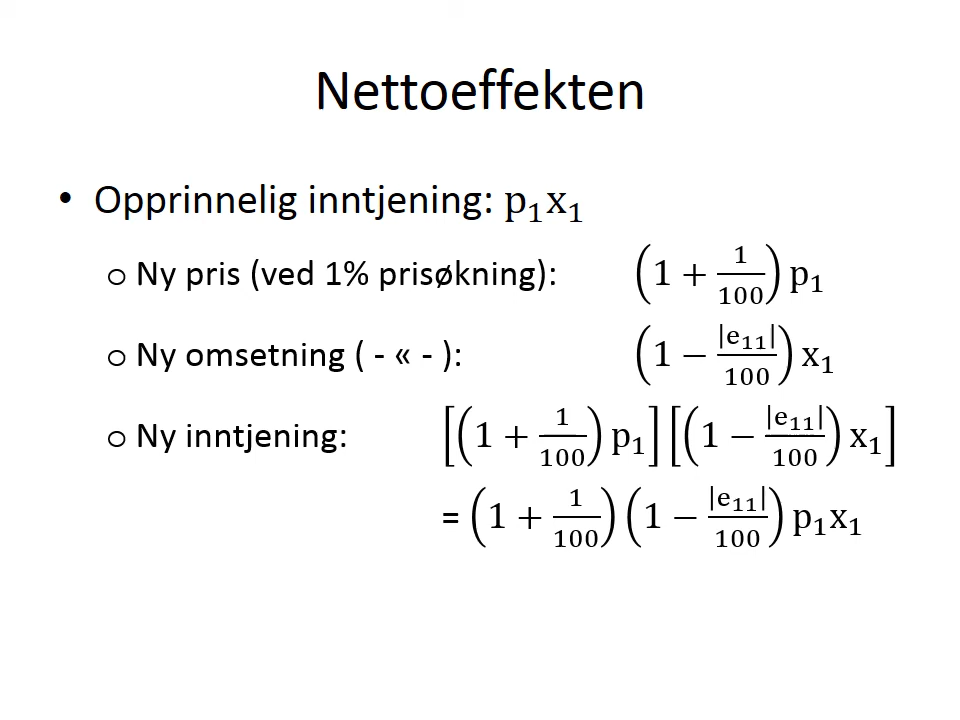 Nettoeffekten
• Opprinnelig inntjening: p₁x₁
o Ny pris (ved 1% prisøkning): (1 + 1/100) p₁
o Ny omsetning ( - « - ): (1 − |e₁₁|/100) x₁
o Ny inntjening: [(1 + 1/100) p₁] [(1 − |e₁₁|/100) x₁]
= (1 + 1/100) (1 − |e₁₁|/100) p₁x₁